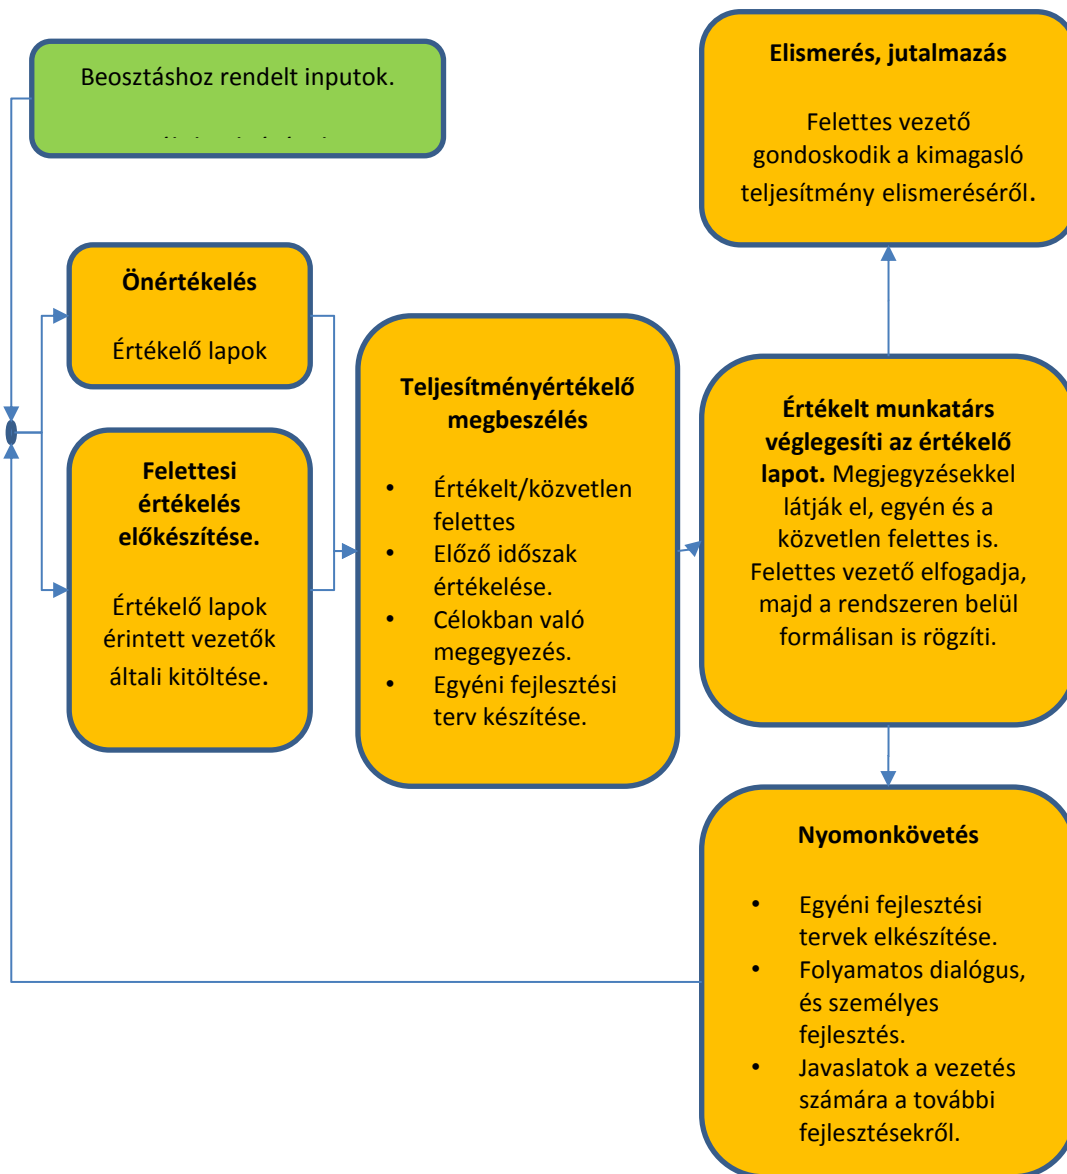 Beosztáshoz rendelt inputok.
Elismerés, jutalmazás
Felettes vezető
gondoskodik a kimagasló
teljesítmény elismeréséről.
Önértékelés
Értékelő lapok
Felettesi
értékelés
előkészítése.
Értékelő lapok
érintett vezetők
általi kitöltése.
Teljesítményértékelő
megbeszélés
• Értékelt/közvetlen
felettes
• Előző időszak
értékelése.
• Célokban való
megegyezés.
• Egyéni fejlesztési
terv készítése.
Értékelt munkatárs
véglegesíti az értékelő
lapot. Megjegyzésekkel
látják el, egyén és a
közvetlen felettes is.
Felettes vezető elfogadja,
majd a rendszeren belül
formálisan is rögzíti.
Nyomonkövetés
• Egyéni fejlesztési
tervek elkészítése.
• Folyamatos dialógus,
és személyes
fejlesztés.
• Javaslatok a vezetés
számára a további
fejlesztésekről.